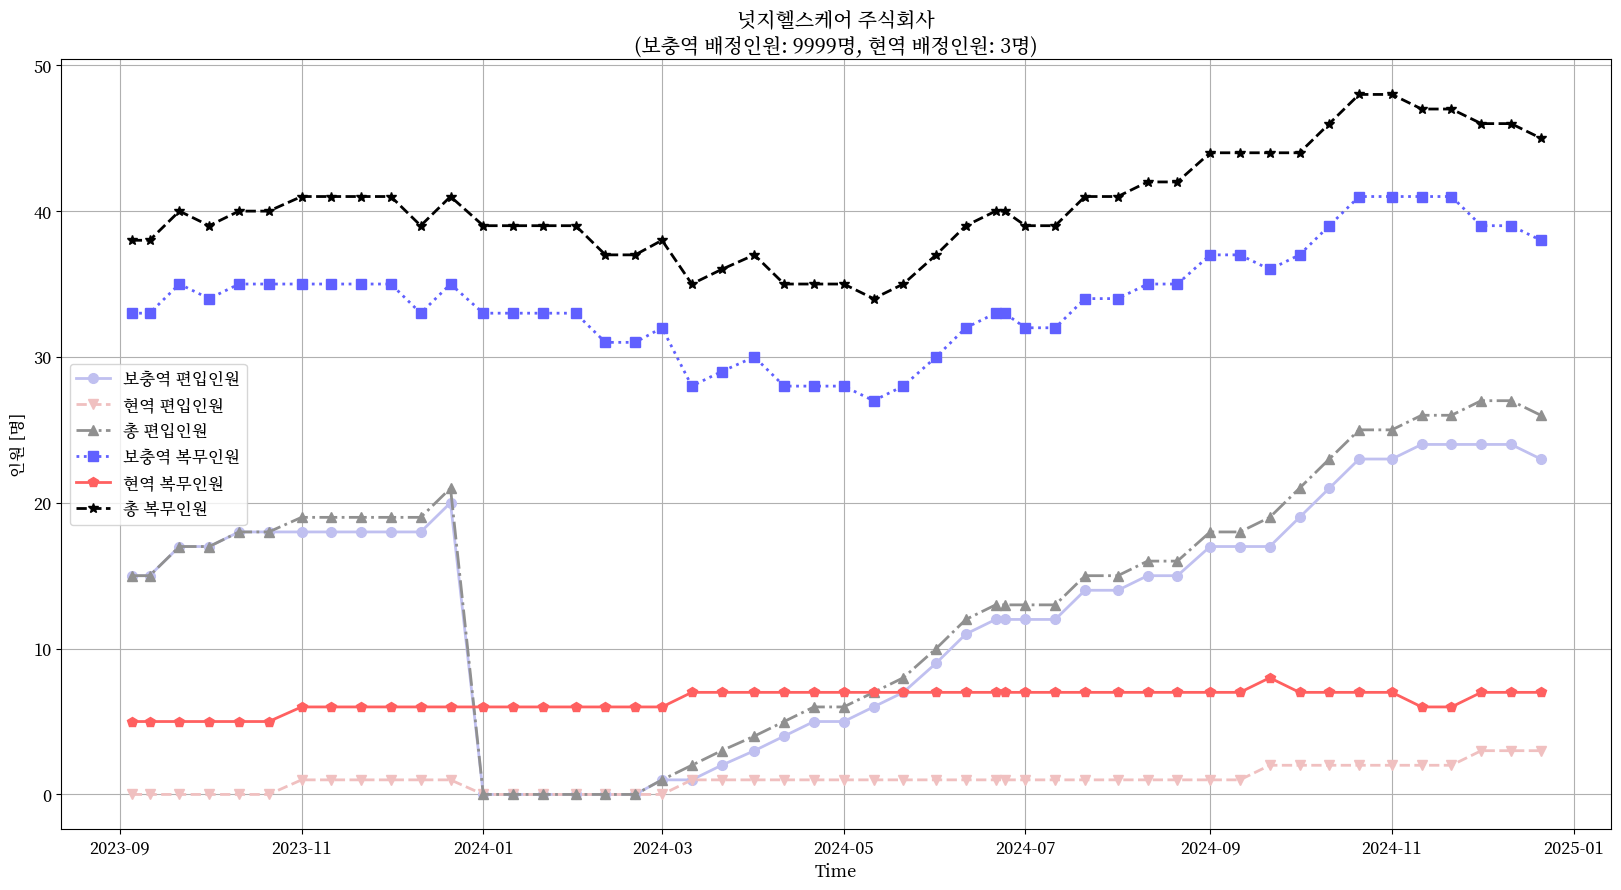 넛지헬스케어 주식회사
(보충역 배정인원: 9999명, 현역 배정인원: 3명)
50
40
30
20
10
0
인원 [명]
보충역 편입인원
현역 편입인원
총 편입인원
보충역 복무인원
현역 복무인원
총 복무인원
2023-09
2023-11
2024-01
2024-03
2024-05
2024-07
2024-09
2024-11
2025-01
Time